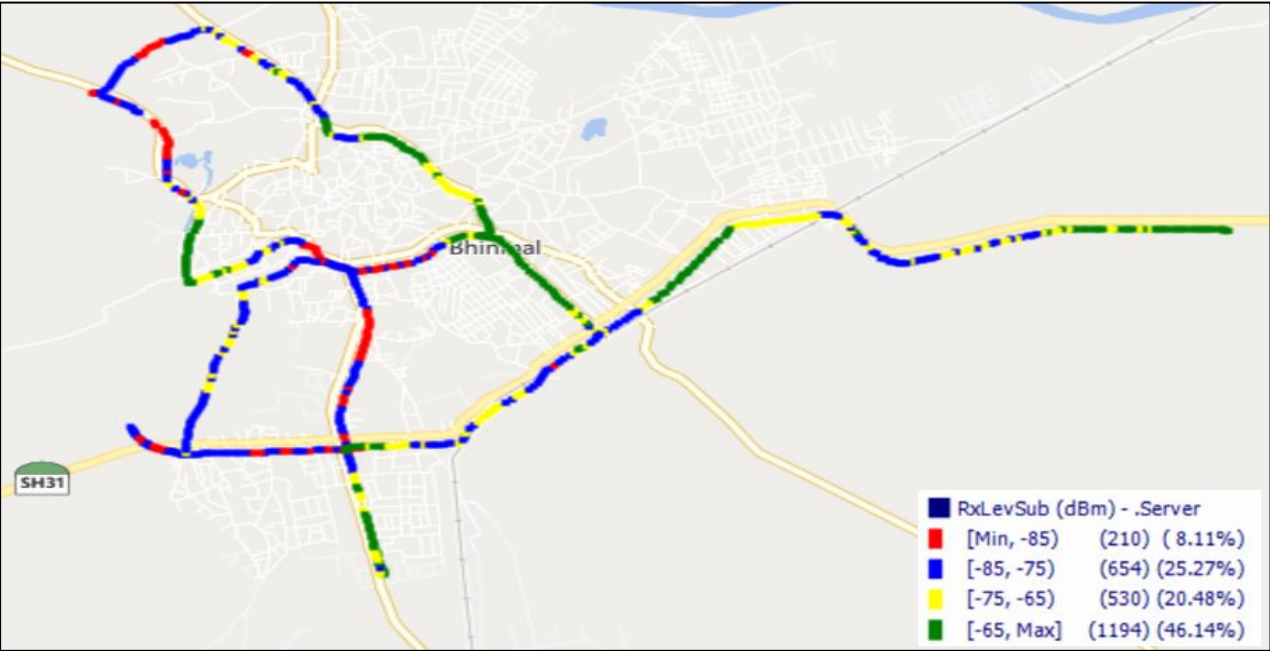 Bhinmal
SH31
RxLevSub (dBm) - .Server
[Min, -85) (210) ( 8.11%)
[-85, -75) (654) (25.27%)
[-75, -65) (530) (20.48%)
[-65, Max] (1194) (46.14%)